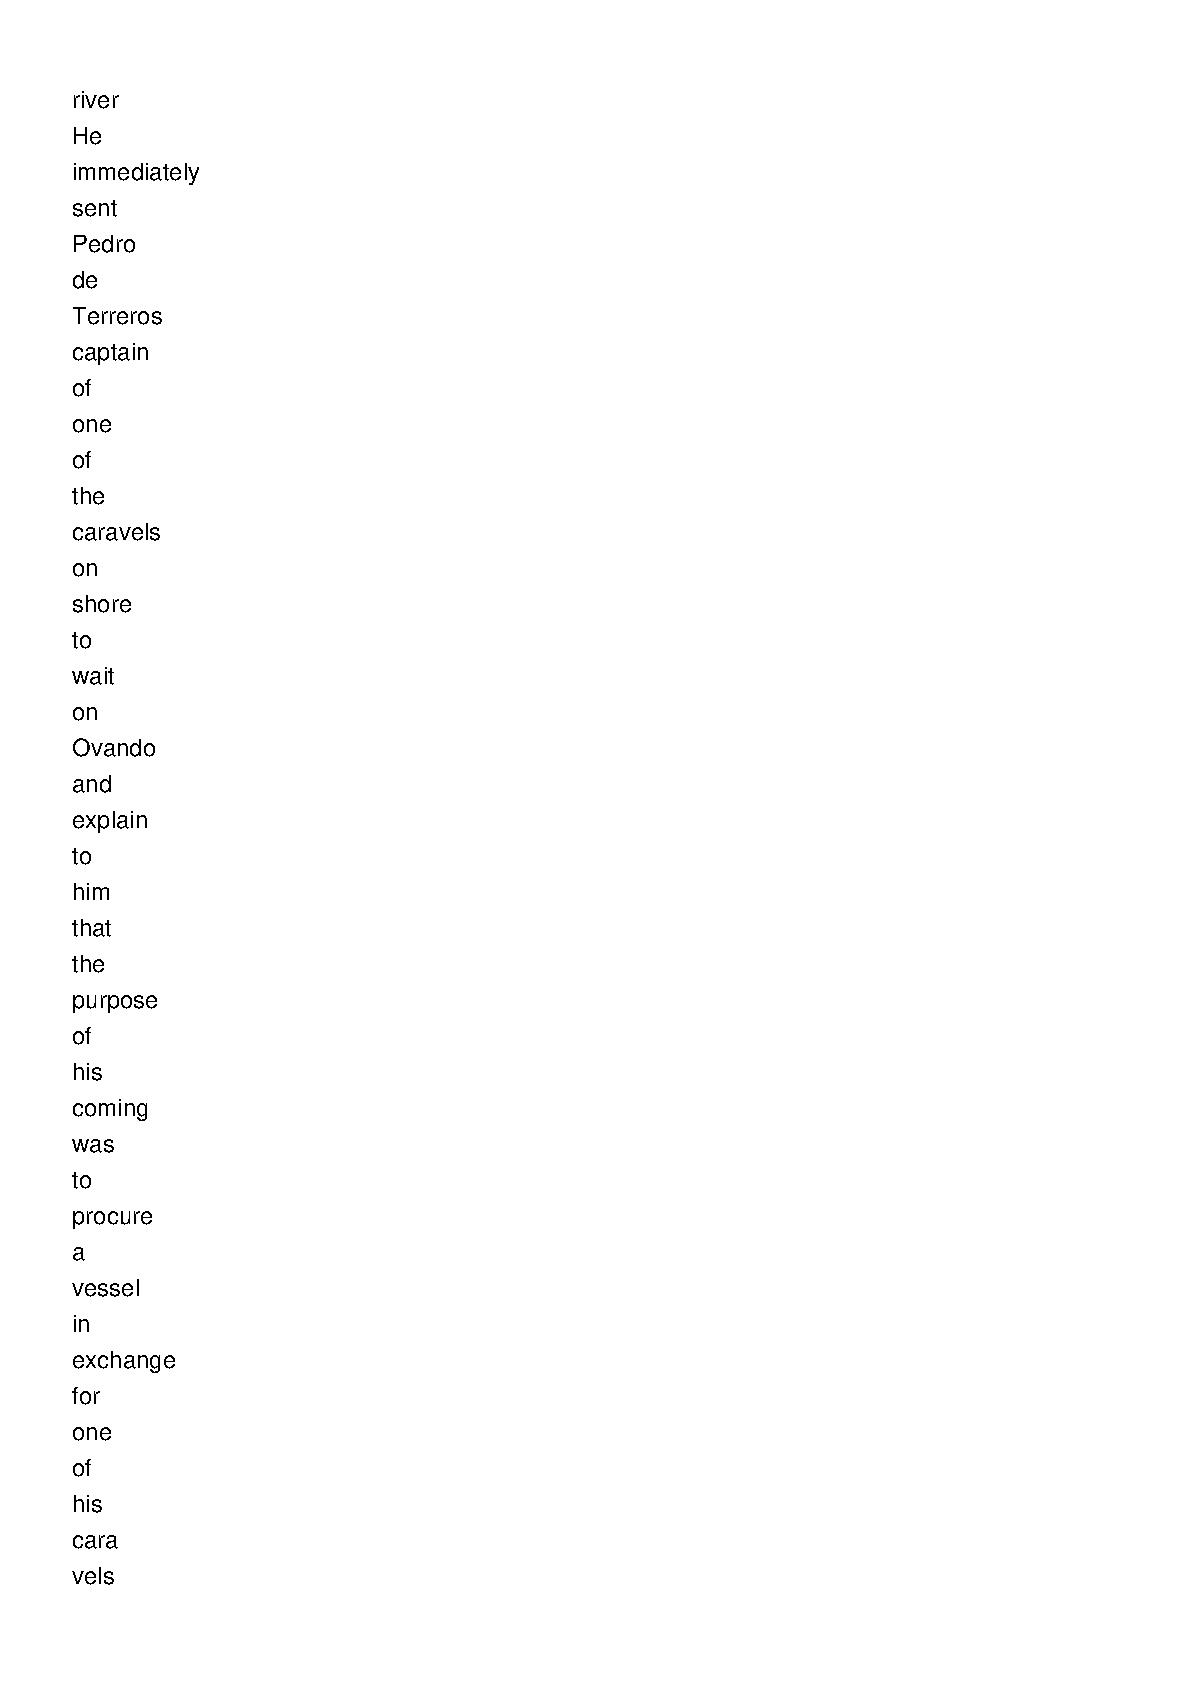 river
He
immediately
sent
Pedro
de
Terreros
captain
of
one
of
the
caravels
on
shore
to
wait
on
Ovando
and
explain
to
him
that
the
purpose
of
his
coming
was
to
procure
a
vessel
in
exchange
for
one
of
his
cara
vels